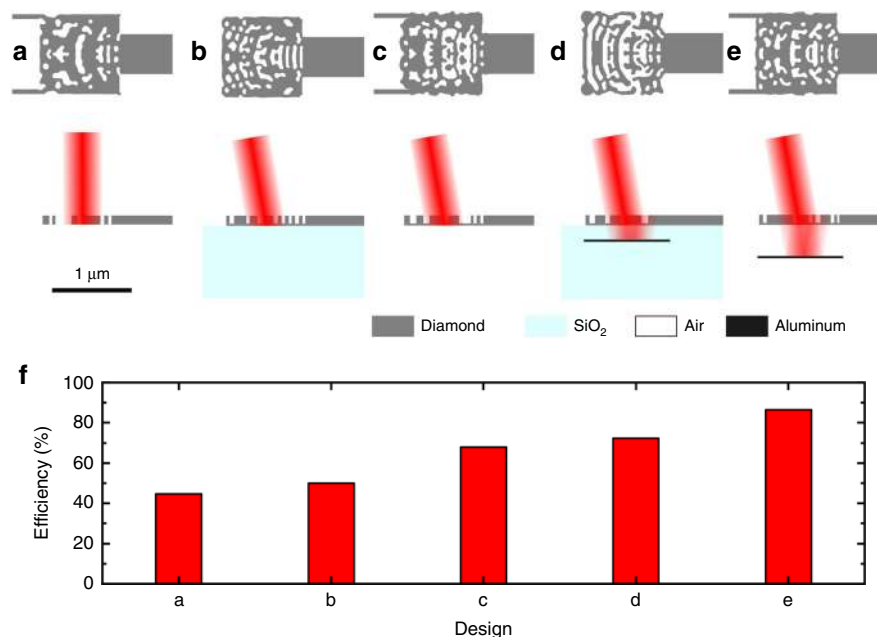 a
b
c
d
e
1 μm
Diamond
SiO₂
Air
Aluminum
f
100
80
60
40
20
0
Efficiency (%)
a
b
c
d
e
Design